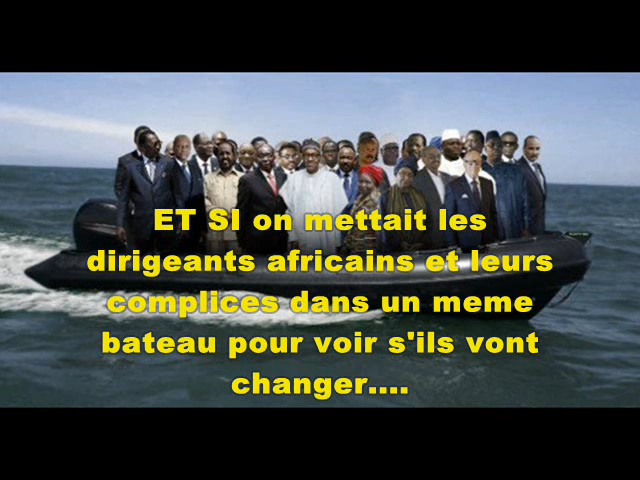 ET SI on mettait les
dirigeants africains et leurs
complices dans un meme
bateau pour voir s'ils vont
changer....